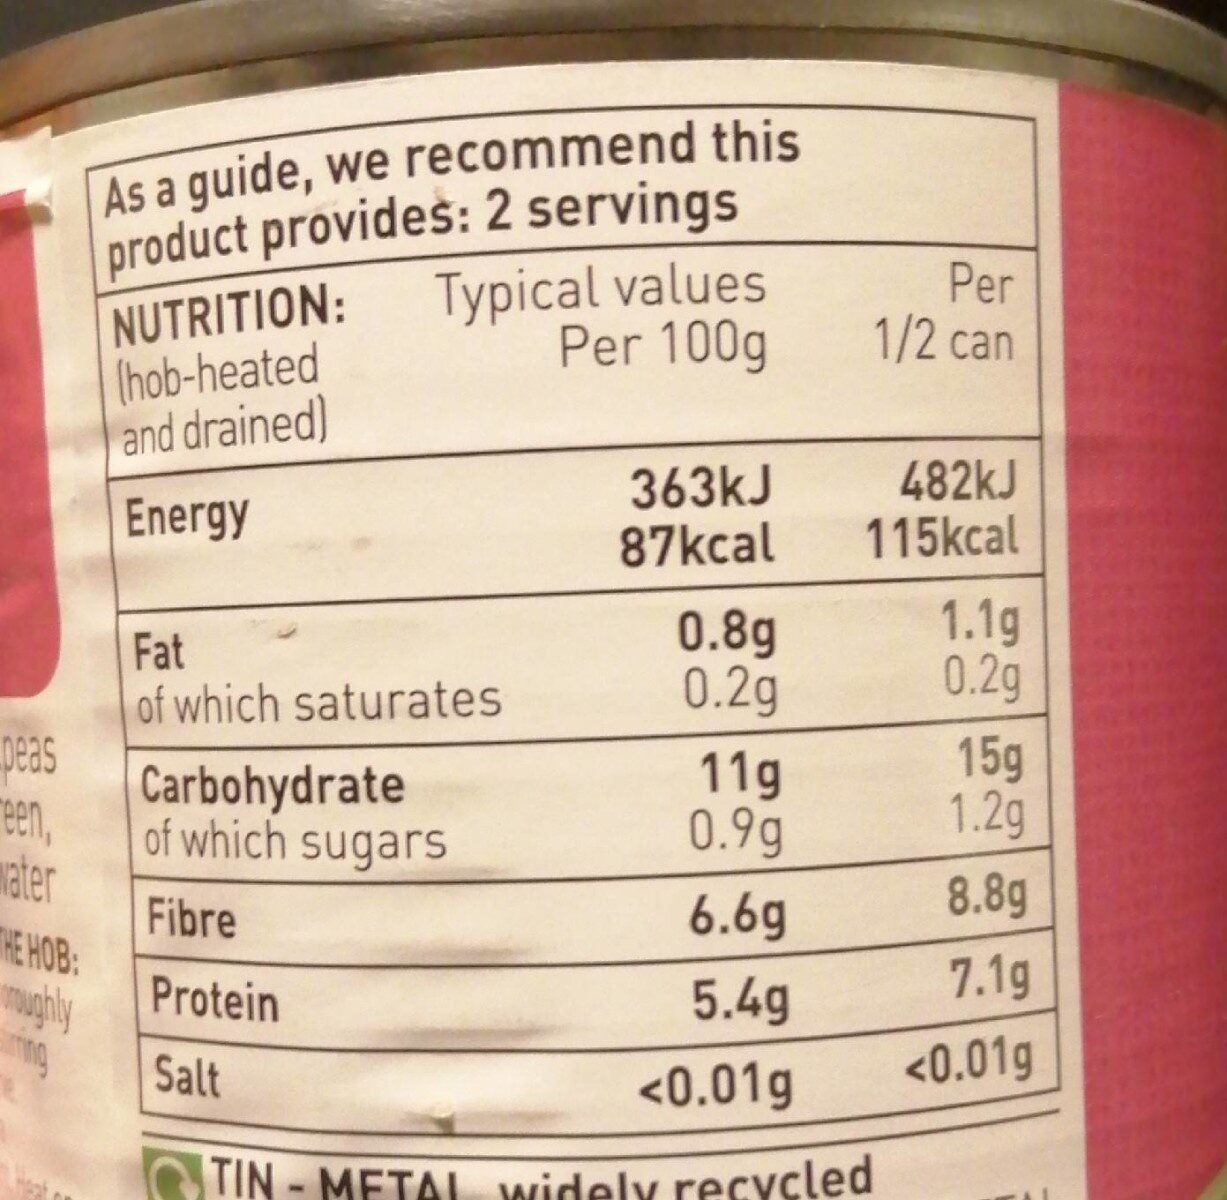 As a guide, we recommend this
product provides: 2 servings
NUTRITION: Typical values Per
(hob-heated Per 100g 1/2 can
and drained)
Energy 363kJ 482kJ
87kcal 115kcal
Fat 0.8g 1.1g
of which saturates 0.2g 0.2g
Carbohydrate 11g 15g
of which sugars 0.9g 1.2g
Fibre 6.6g 8.8g
Protein 5.4g 7.1g
Salt <0.01g <0.01g
TIN - METAL widely recycled
peas
water
HOB: